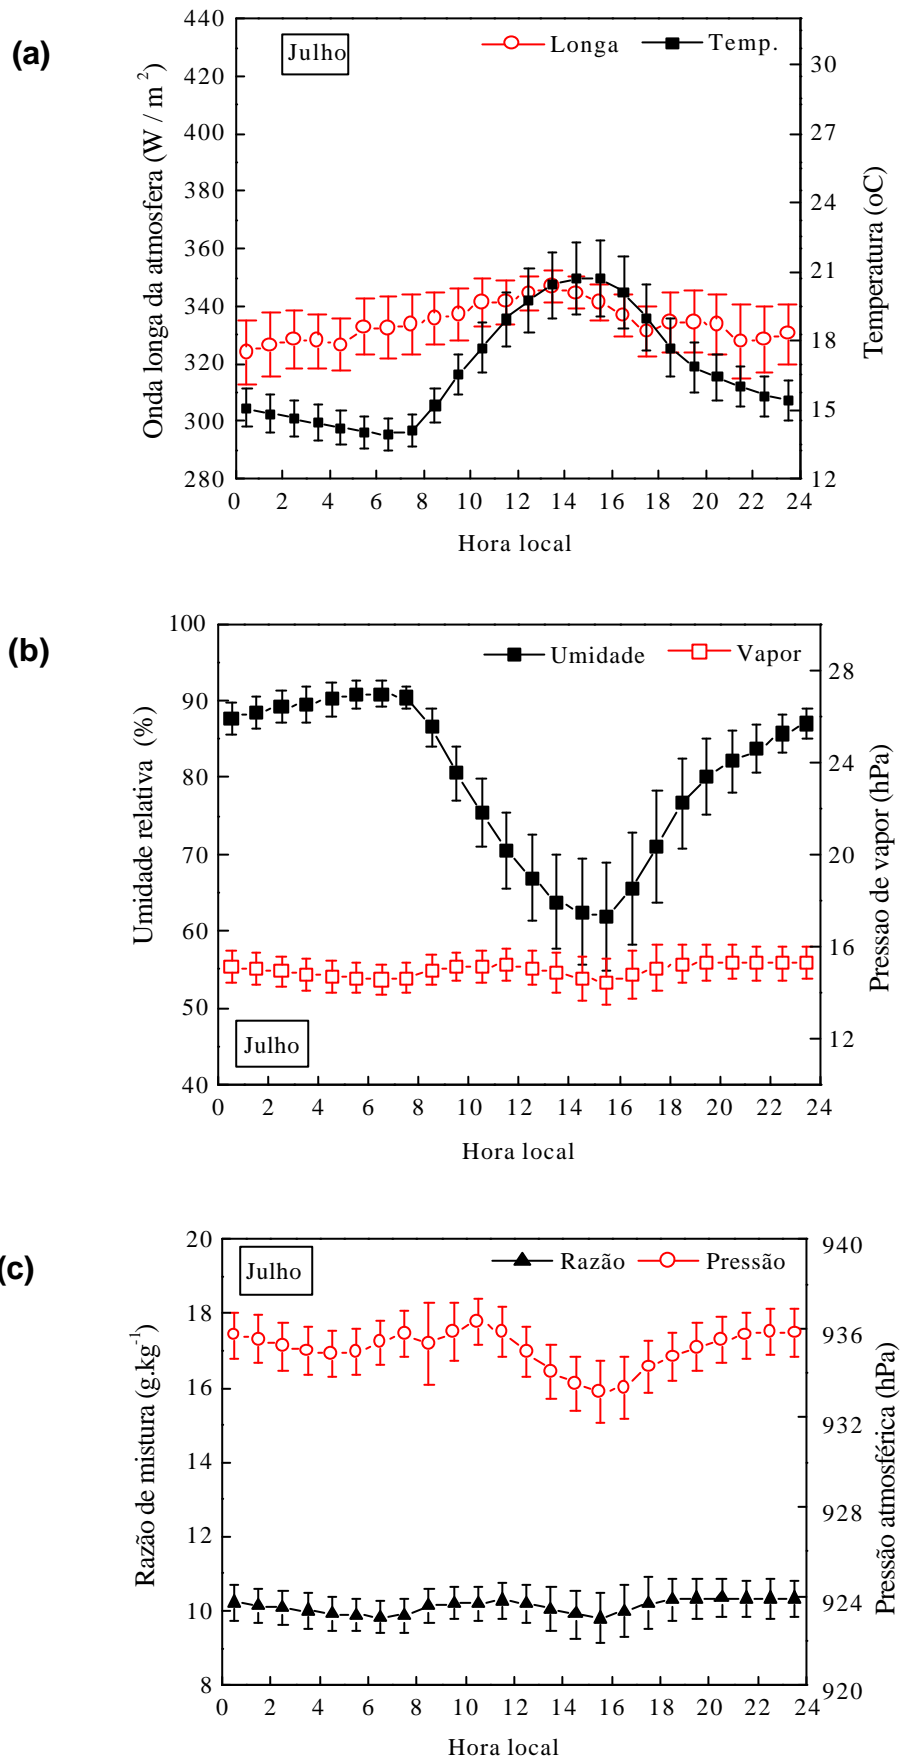 (a)
Julho
Longa
Temp.
Onda longa da atmosfera (W / m 2)
440
420
400
380
360
340
320
300
280
30
27
24
21
18
15
12
Temperatura (oC)
0 2 4 6 8 10 12 14 16 18 20 22 24
Hora local
(b)
Umidade
Vapor
Umidade relativa (%)
100
90
80
70
60
50
40
28
24
20
16
12
Pressao de vapor (hPa)
Julho
0 2 4 6 8 10 12 14 16 18 20 22 24
Hora local
(c)
Julho
Razão
Pressão
Razão de mistura (g.kg-1)
20
18
16
14
12
10
8
940
936
932
928
924
920
Pressão atmosférica (hPa)
0 2 4 6 8 10 12 14 16 18 20 22 24
Hora local